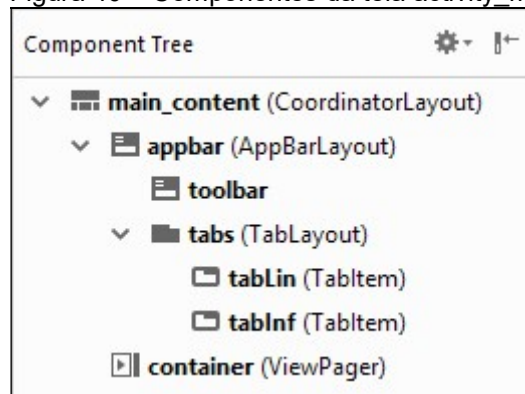 Component Tree
main_content (CoordinatorLayout)
appbar (AppBarLayout)
toolbar
tabs (TabLayout)
tabLin (TabItem)
tabInf (TabItem)
container (ViewPager)